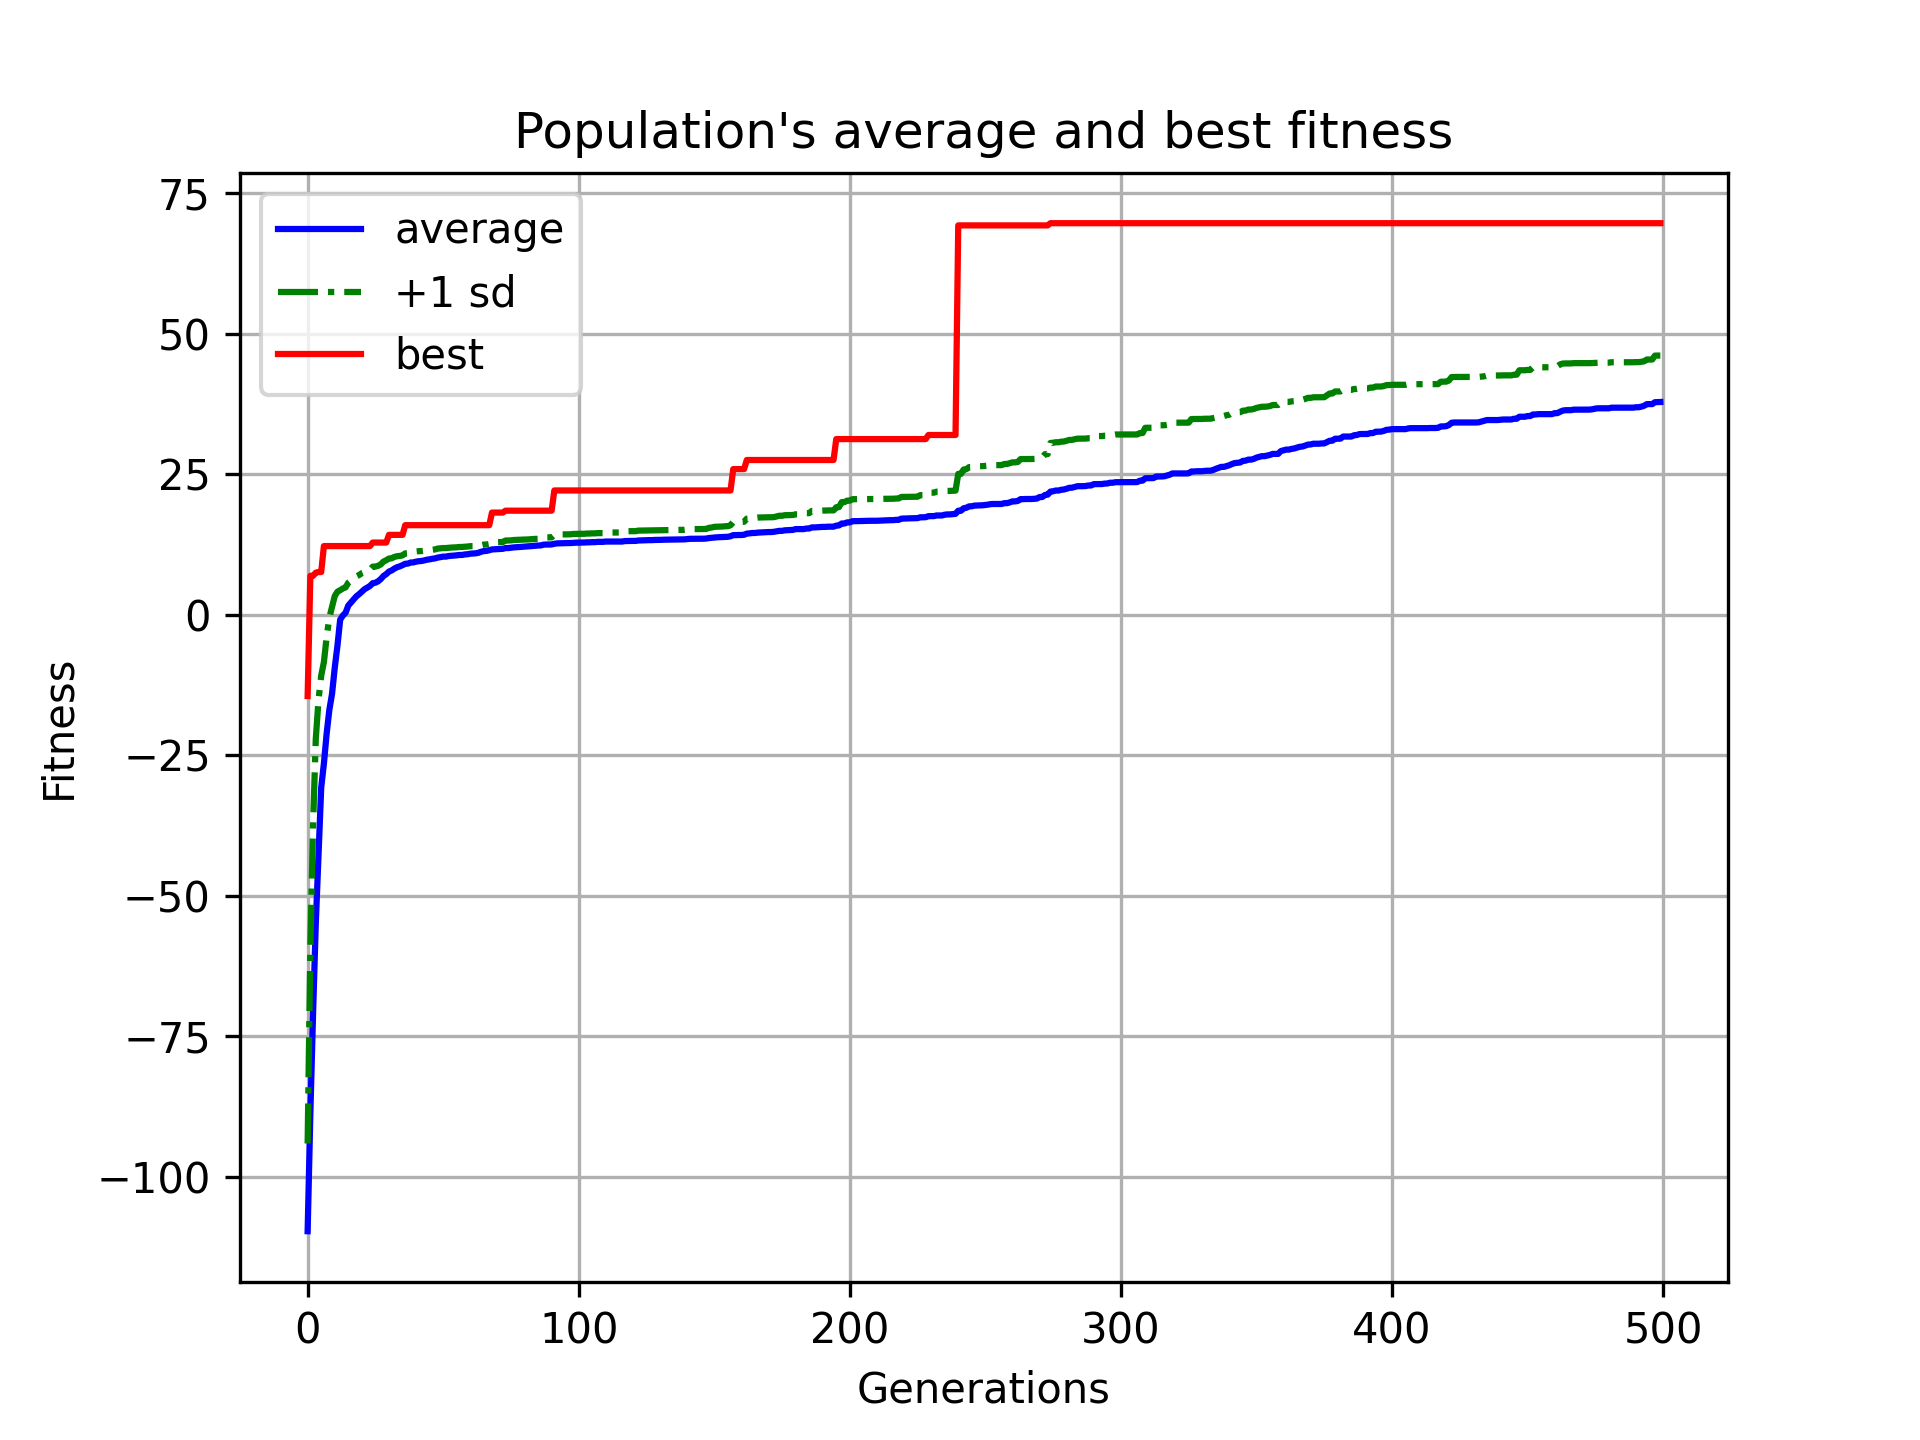 Population's average and best fitness
average
+1 sd
best
75
50
25
0
−25
−50
−75
−100
Fitness
0 100 200 300 400 500
Generations